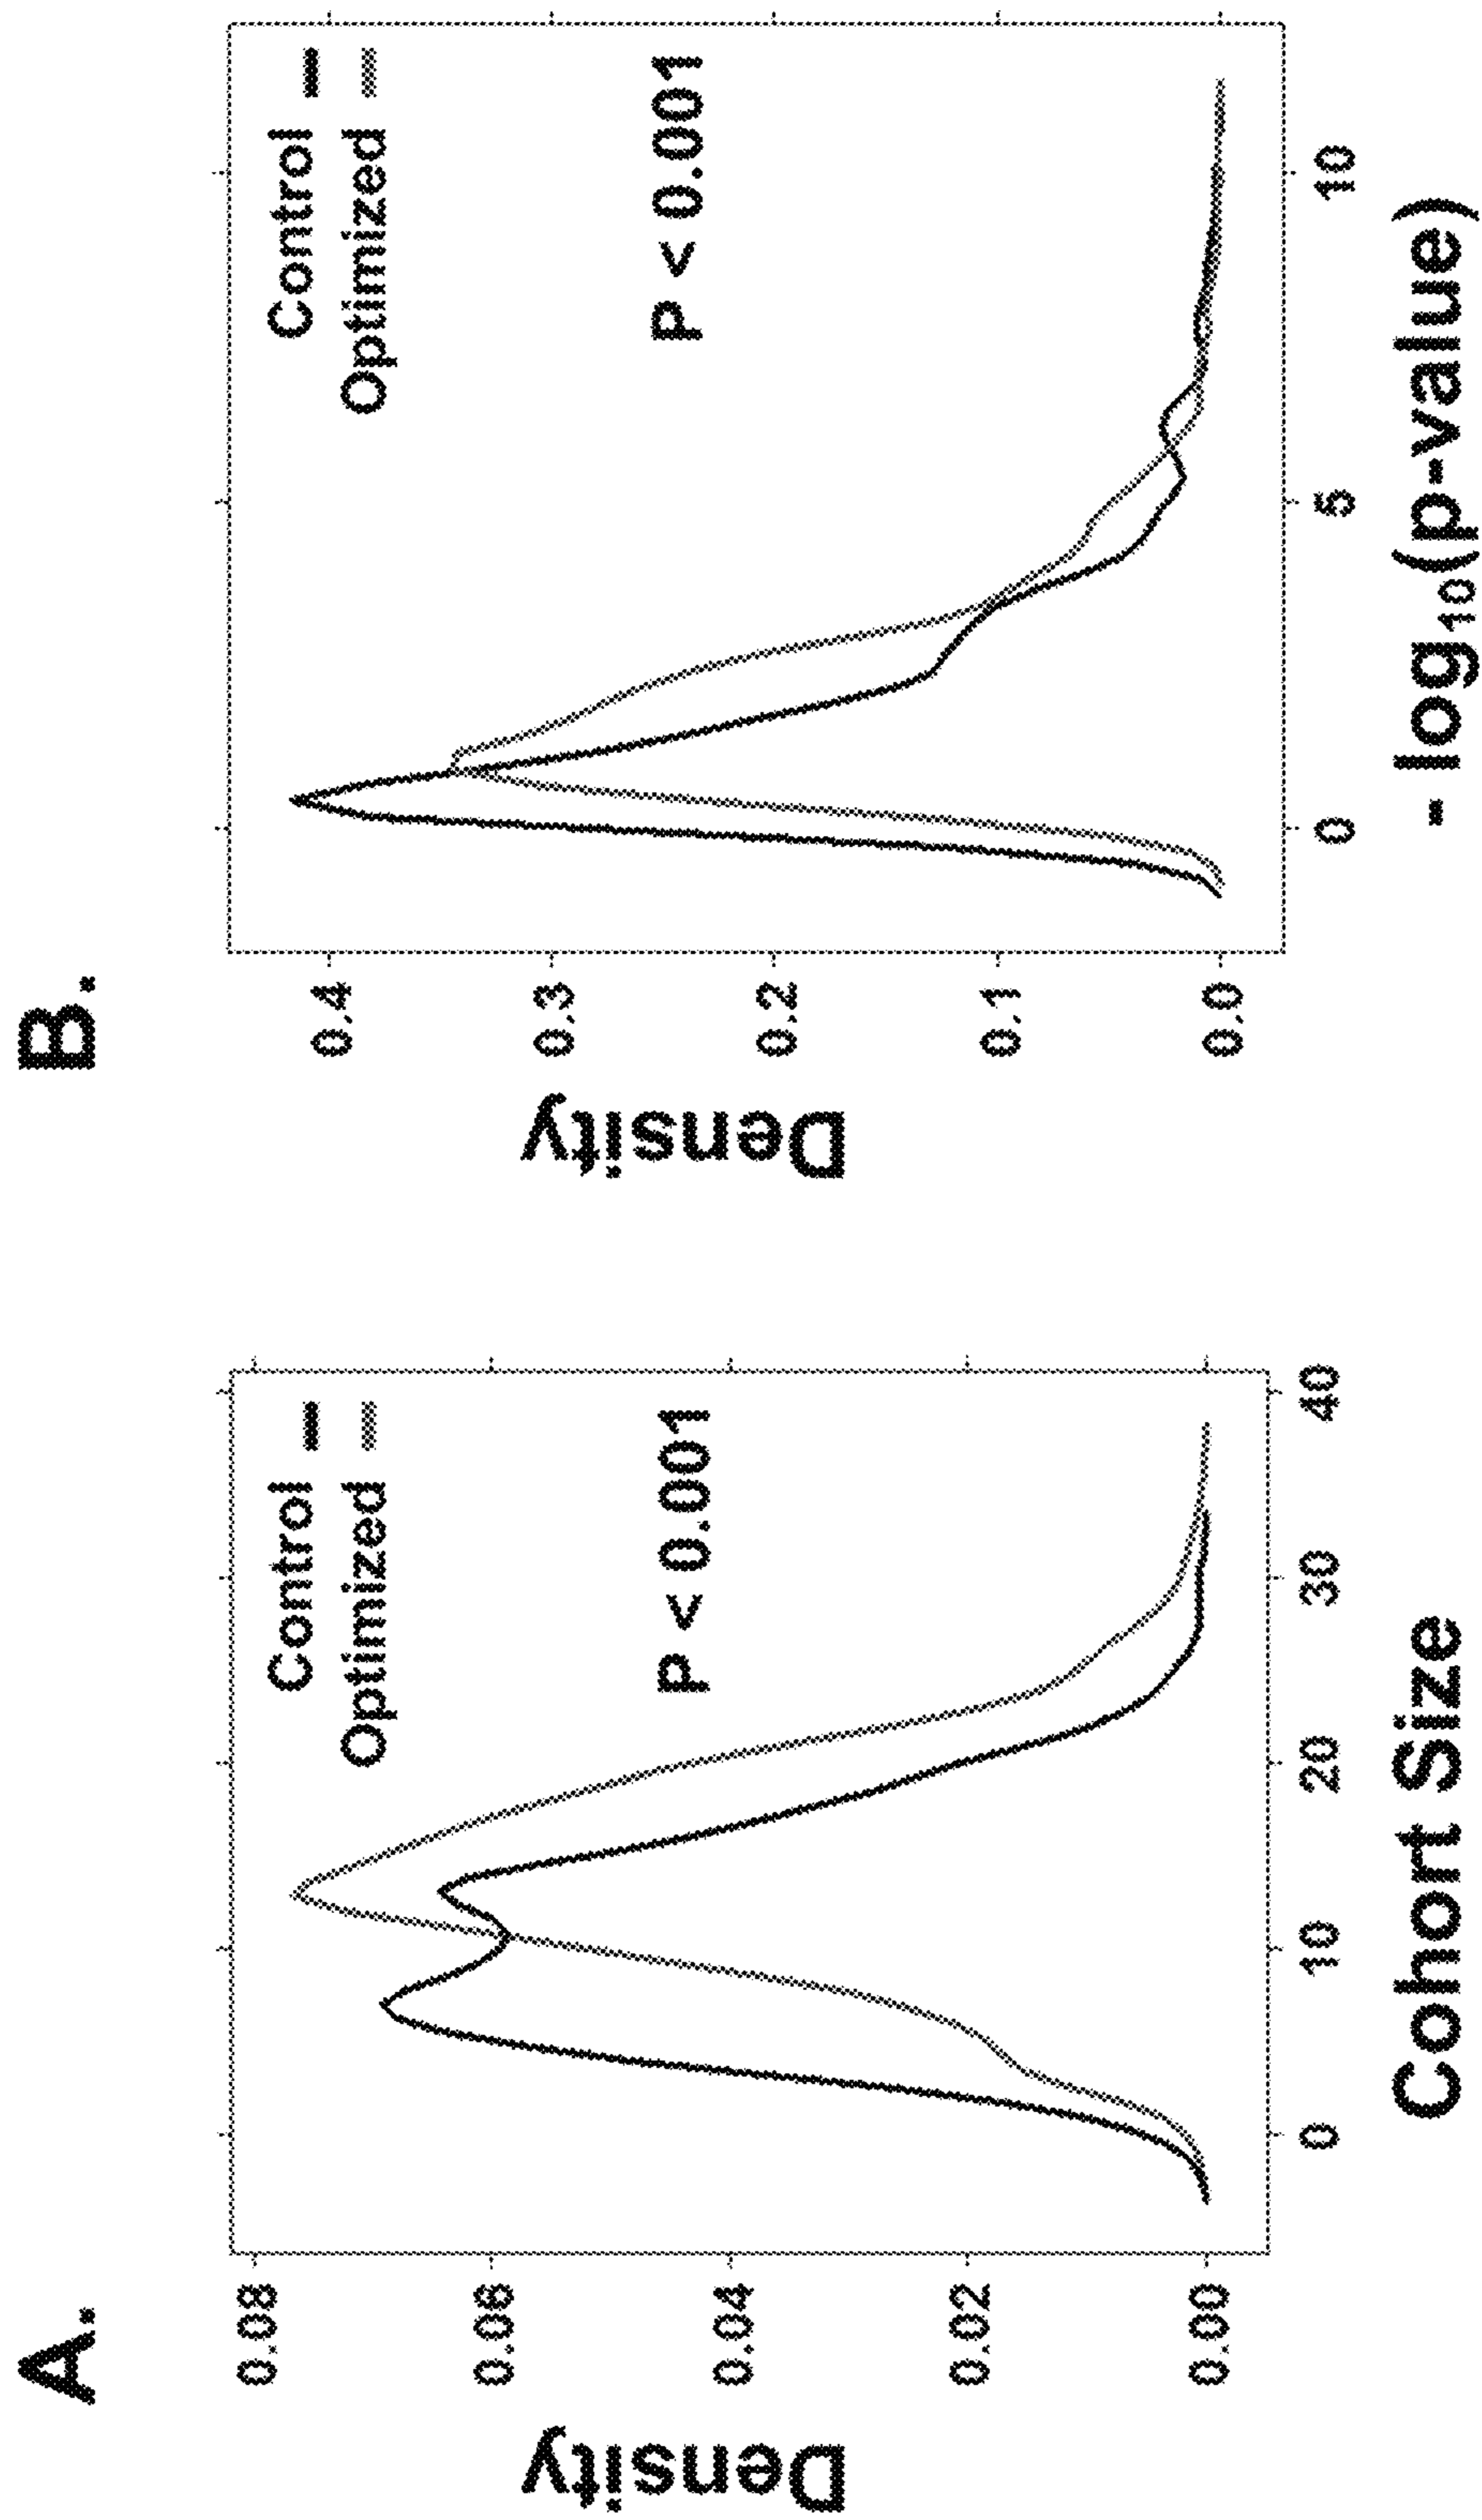 A.
Density
0.08
0.06
0.04
0.02
0.00
Control
Optimized
P < 0.001
0 10 20 30 40
Cohort Size
B.
Density
0.4
0.3
0.2
0.1
0.0
Control
Optimized
P < 0.001
0 5 10
- log₁₀(p-value)